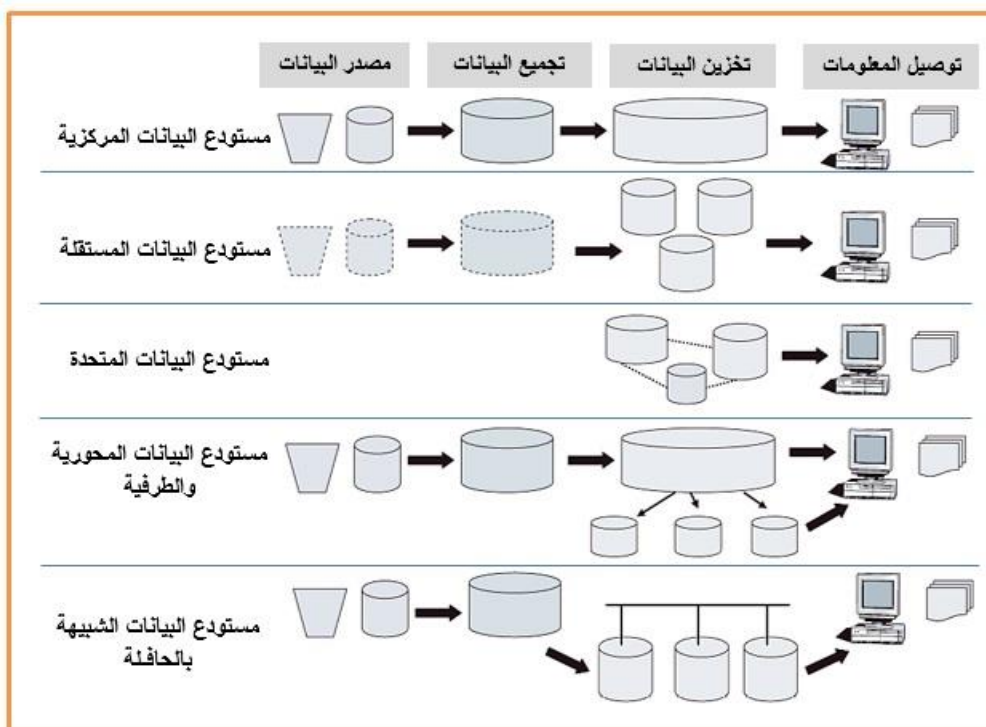 مصدر البيانات
تجميع البيانات
تخزين البيانات
توصيل المعلومات
مستودع البيانات المركزية
مستودع البيانات المستقلة
مستودع البيانات المتحدة
مستودع البيانات المحورية
والطرفية
مستودع البيانات الشبيهة
بالحافلة